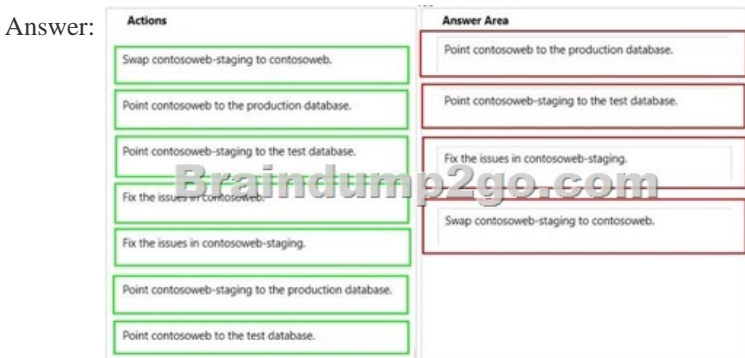 Answer:
Actions
Swap contosoweb-staging to contosoweb.
Point contosoweb to the production database.
Point contosoweb-staging to the test database.
Fix the issues in contosoweb.
Fix the issues in contosoweb-staging.
Point contosoweb-staging to the production database.
Point contosoweb to the test database.
Answer Area
Point contosoweb to the production database.
Point contosoweb-staging to the test database.
Fix the issues in contosoweb-staging.
Swap contosoweb-staging to contosoweb.
Braindump2go.com